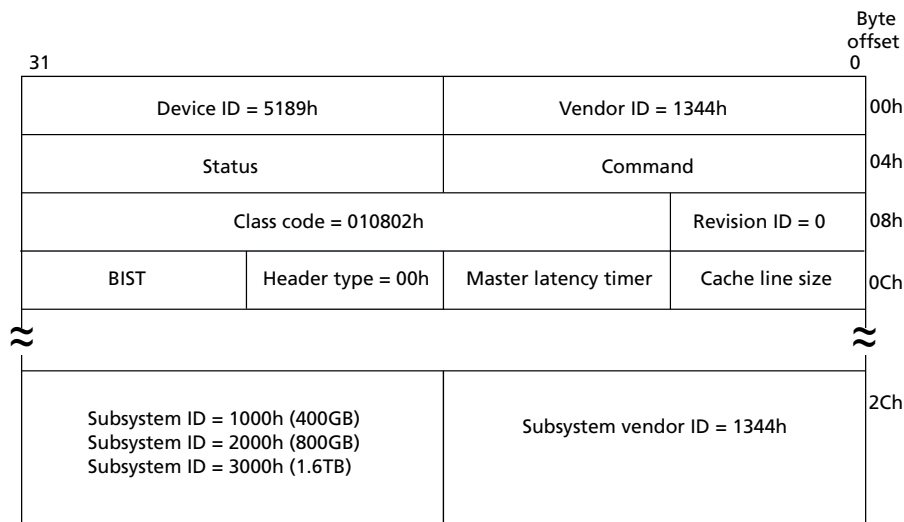 Byte
offset
31
0
Device ID = 5189h
Vendor ID = 1344h
00h
Status
Command
04h
Class code = 010802h
Revision ID = 0
08h
BIST
Header type = 00h
Master latency timer
Cache line size
0Ch
Subsystem ID = 1000h (400GB)
Subsystem ID = 2000h (800GB)
Subsystem ID = 3000h (1.6TB)
Subsystem vendor ID = 1344h
2Ch